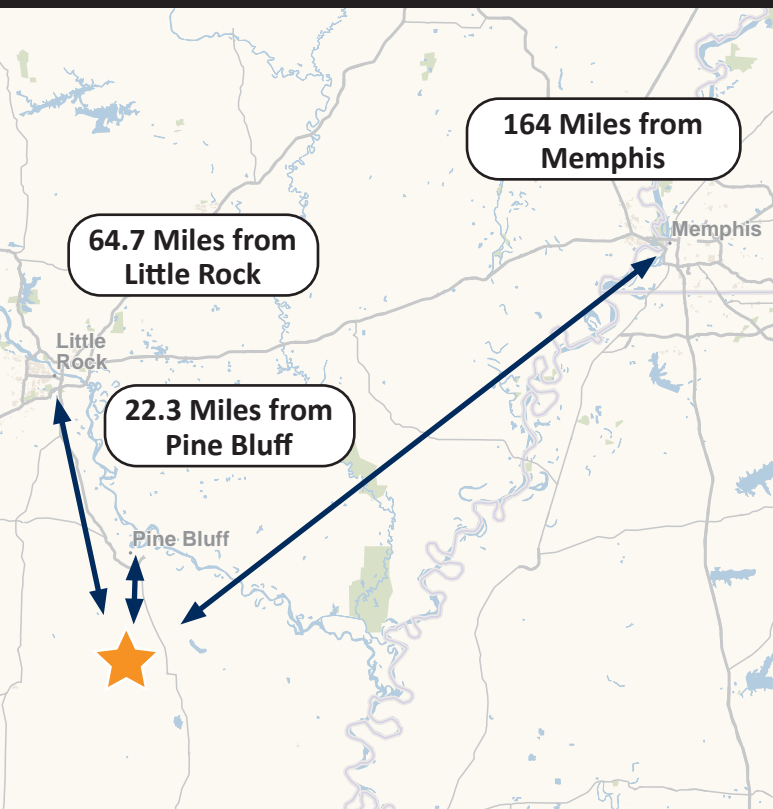 164 Miles from
Memphis
Memphis
64.7 Miles from
Little Rock
Little
Rock
22.3 Miles from
Pine Bluff
Pine Bluff